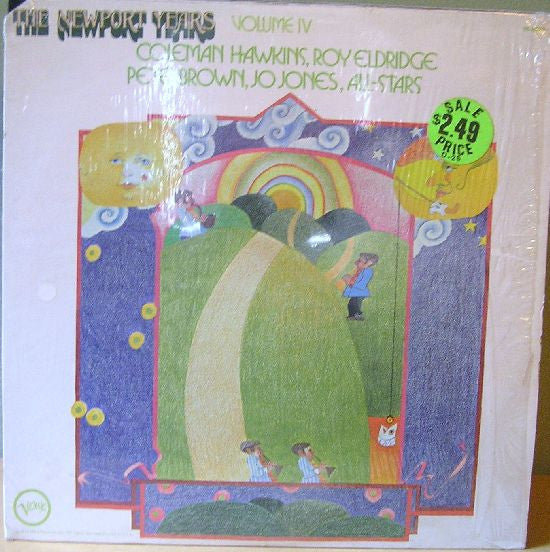 THE NEWPORT YEARS VOLUME IV
COLEMAN HAWKINS, ROY ELDRIDGE
PETE BROWN, JO JONES, ALL-STARS
SALE
$2.49
PRICE
Verve